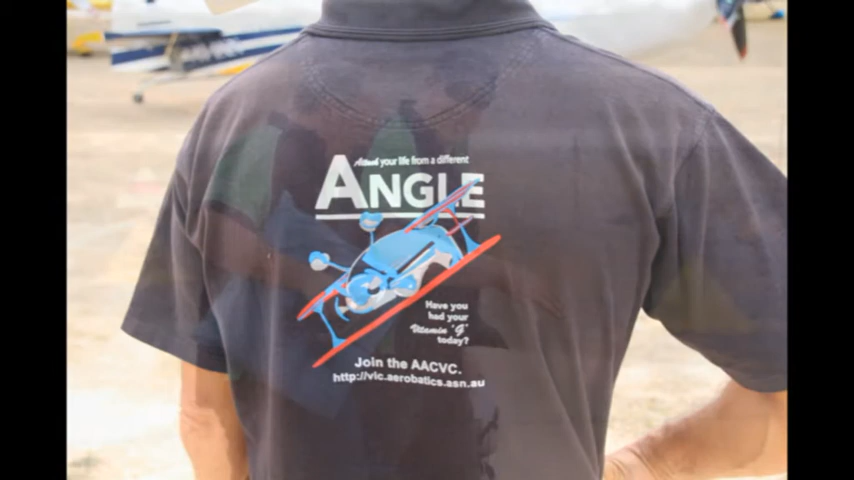 Attack your life from a different
ANGLE
Have you
had your
Vitamin "G"
today?
Join the AACVC.
http://vic.aerobatics.asn.au